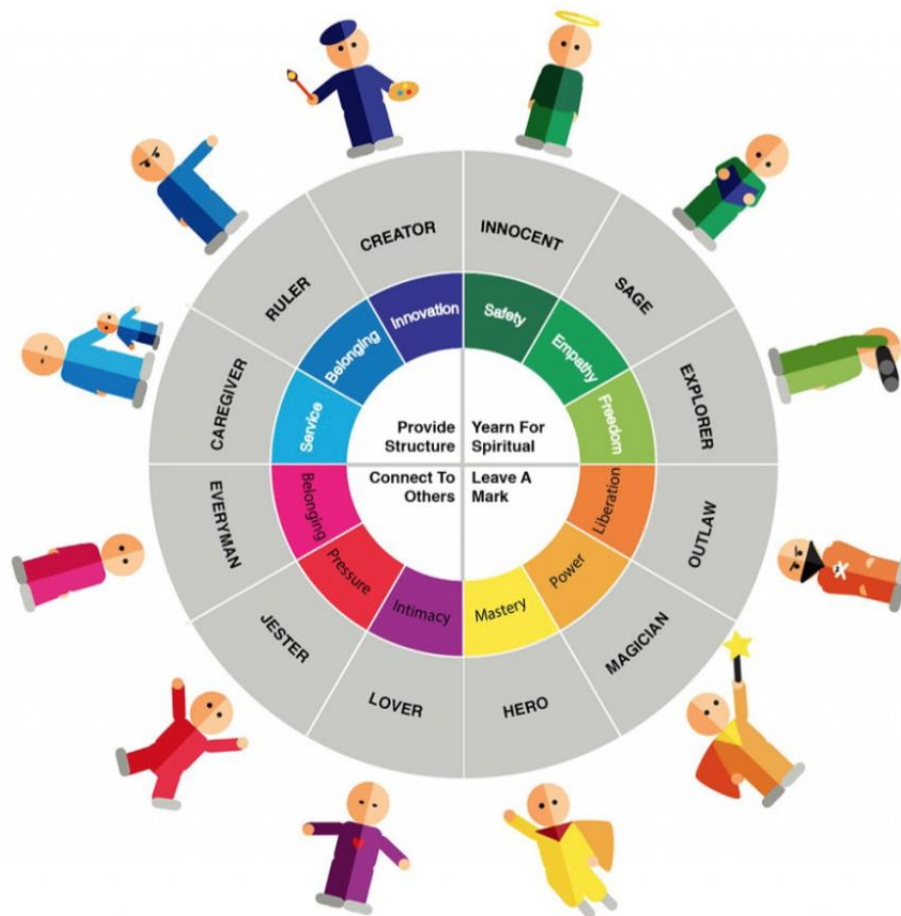 CREATOR
INNOCENT
SAGE
EXPLORER
OUTLAW
MAGICIAN
HERO
LOVER
JESTER
EVERYMAN
CAREGIVER
RULER
Innovation
Safety
Empathy
Freedom
Liberation
Power
Mastery
Intimacy
Pressure
Belonging
Service
Belonging
Provide
Structure
Yearn For
Spiritual
Connect To
Others
Leave A
Mark